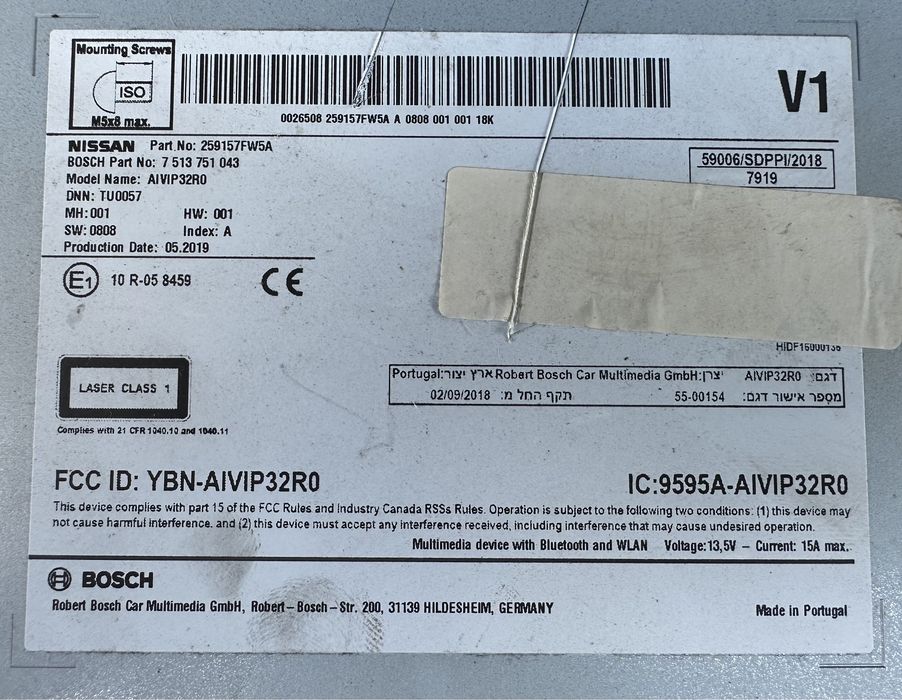 Mounting Screws
ISO
M5x8 max.
0026508 259157FW5A A 0808 001 001 18K
V1
NISSAN Part.No: 259157FW5A
BOSCH Part No: 7 513 751 043
Model Name: AIVIP32R0
DNN: TU0057
MH:001 HW: 001
SW:0808 Index: A
Production Date: 05.2019
59006/SDPPI/2018
7919
E1 10 R-05 8459 CE
HIDF16000136
LASER CLASS 1
Complies with 21 CFR 1040.10 and 1040.11
דגם: AIVIP32R0 יצרן: Robert Bosch Car Multimedia GmbH ארץ יצור: Portugal
מספר אישור דגם: 55-00154 תקף החל מ: 02/09/2018
FCC ID: YBN-AIVIP32R0 IC:9595A-AIVIP32R0
This device complies with part 15 of the FCC Rules and Industry Canada RSSs Rules. Operation is subject to the following two conditions: (1) this device may
not cause harmful interference, and (2) this device must accept any interference received, including interference that may cause undesired operation.
Multimedia device with Bluetooth and WLAN Voltage:13,5V – Current: 15A max.
BOSCH
Robert Bosch Car Multimedia GmbH, Robert-Bosch-Str. 200, 31139 HILDESHEIM, GERMANY Made in Portugal